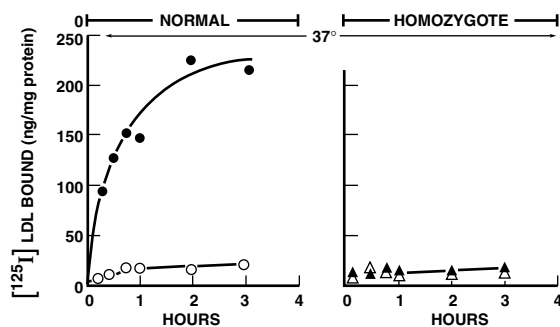 0 NORMAL HOMOZYGOTE
37°
[¹²⁵I] LDL BOUND (ng/mg protein)
250
200
150
100
50
0
0 1 2 3 4
HOURS
0 1 2 3 4
HOURS